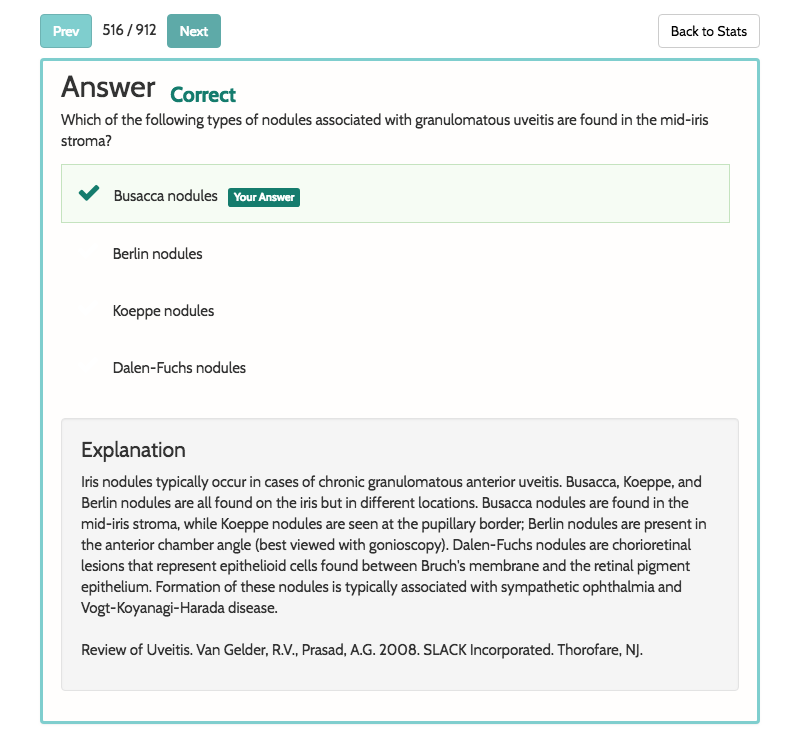 Prev 516 / 912 Next Back to Stats
Answer Correct
Which of the following types of nodules associated with granulomatous uveitis are found in the mid-iris
stroma?
Busacca nodules Your Answer
Berlin nodules
Koeppe nodules
Dalen-Fuchs nodules
Explanation
Iris nodules typically occur in cases of chronic granulomatous anterior uveitis. Busacca, Koeppe, and
Berlin nodules are all found on the iris but in different locations. Busacca nodules are found in the
mid-iris stroma, while Koeppe nodules are seen at the pupillary border; Berlin nodules are present in
the anterior chamber angle (best viewed with gonioscopy). Dalen-Fuchs nodules are chorioretinal
lesions that represent epithelioid cells found between Bruch's membrane and the retinal pigment
epithelium. Formation of these nodules is typically associated with sympathetic ophthalmia and
Vogt-Koyanagi-Harada disease.
Review of Uveitis. Van Gelder, R.V., Prasad, A.G. 2008. SLACK Incorporated. Thorofare, NJ.